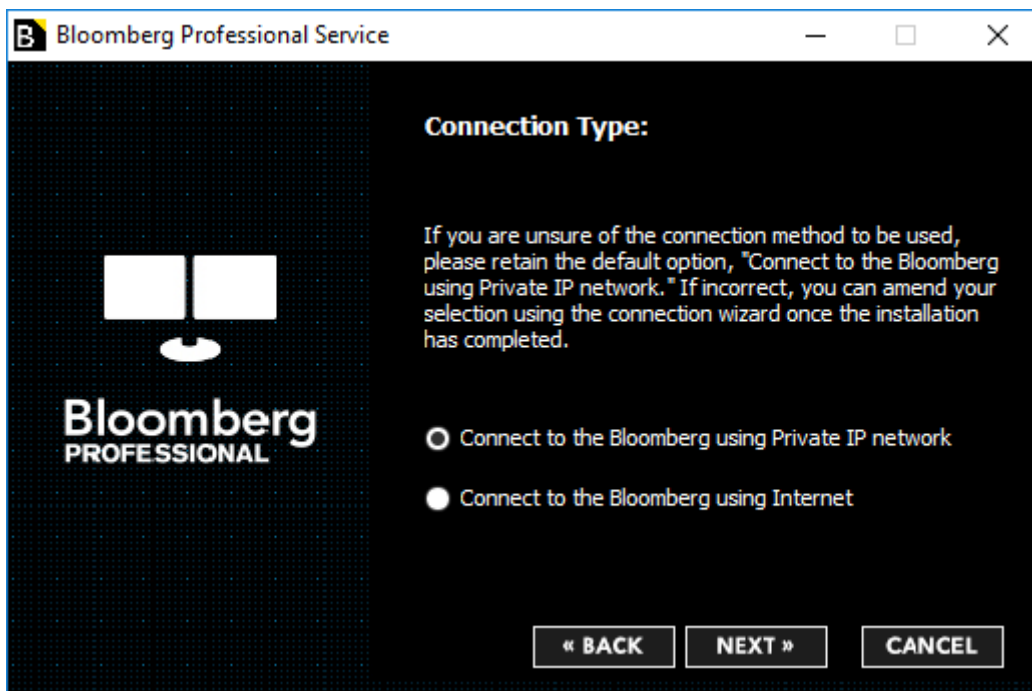 Bloomberg Professional Service
Connection Type:
If you are unsure of the connection method to be used,
please retain the default option, "Connect to the Bloomberg
using Private IP network." If incorrect, you can amend your
selection using the connection wizard once the installation
has completed.
Bloomberg
PROFESSIONAL
Connect to the Bloomberg using Private IP network
Connect to the Bloomberg using Internet
« BACK
NEXT »
CANCEL